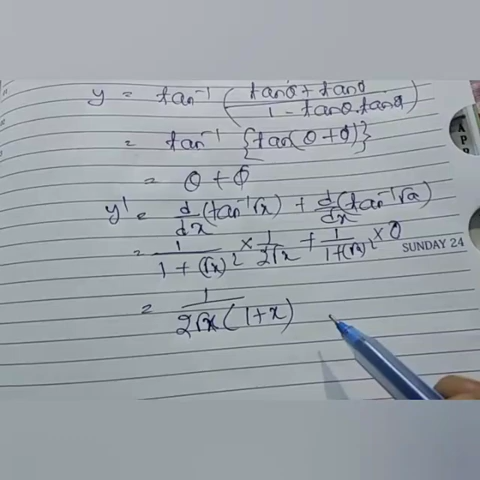 y = tan⁻¹ ( (tanθ + tanϕ) / (1 - tanθ.tanϕ) )
= tan⁻¹ {tan(θ + ϕ)}
= θ + ϕ
y' = d/dx (tan⁻¹√x) + d/dx (tan⁻¹√a)
= 1/(1 + (√x)²) × 1/(2√x) + 1/(1+(√x)²) × 0
SUNDAY 24
= 1/(2√x(1+x))